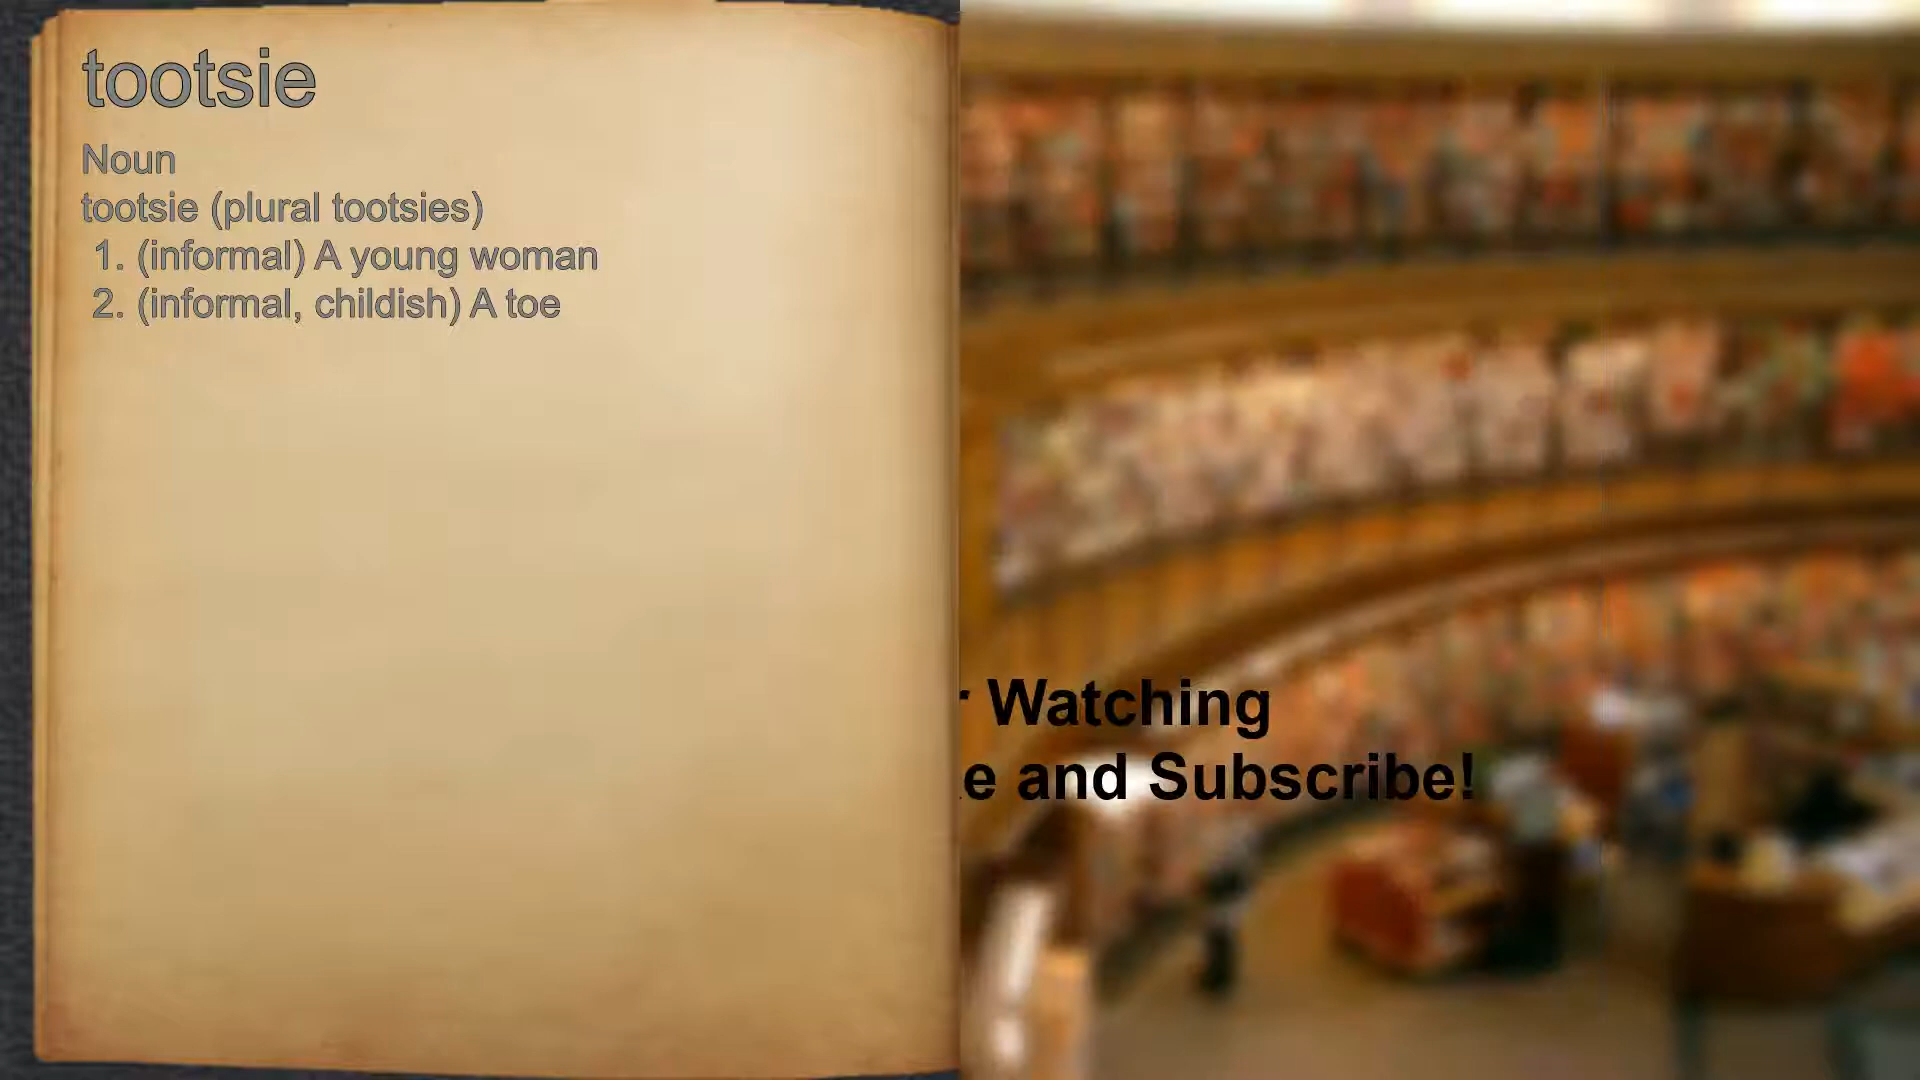 tootsie
Noun
tootsie (plural tootsies)
1. (informal) A young woman
2. (informal, childish) A toe
Watching
and Subscribe!